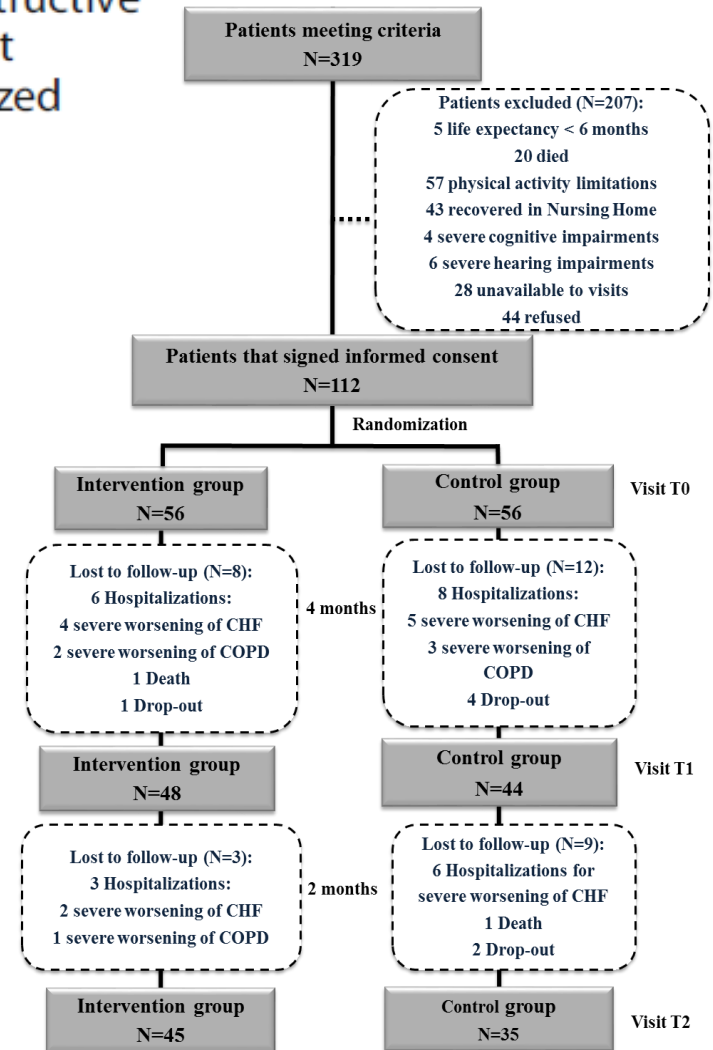 tructive
t
zed
Patients meeting criteria
N=319
Patients excluded (N=207):
5 life expectancy < 6 months
20 died
57 physical activity limitations
43 recovered in Nursing Home
4 severe cognitive impairments
6 severe hearing impairments
28 unavailable to visits
44 refused
Patients that signed informed consent
N=112
Randomization
Intervention group
N=56
Control group
N=56
Visit T0
Lost to follow-up (N=8):
6 Hospitalizations:
4 severe worsening of CHF
2 severe worsening of COPD
1 Death
1 Drop-out
4 months
Lost to follow-up (N=12):
8 Hospitalizations:
5 severe worsening of CHF
3 severe worsening of
COPD
4 Drop-out
Intervention group
N=48
Control group
N=44
Visit T1
Lost to follow-up (N=3):
3 Hospitalizations:
2 severe worsening of CHF
1 severe worsening of COPD
2 months
Lost to follow-up (N=9):
6 Hospitalizations for
severe worsening of CHF
1 Death
2 Drop-out
Intervention group
N=45
Control group
N=35
Visit T2